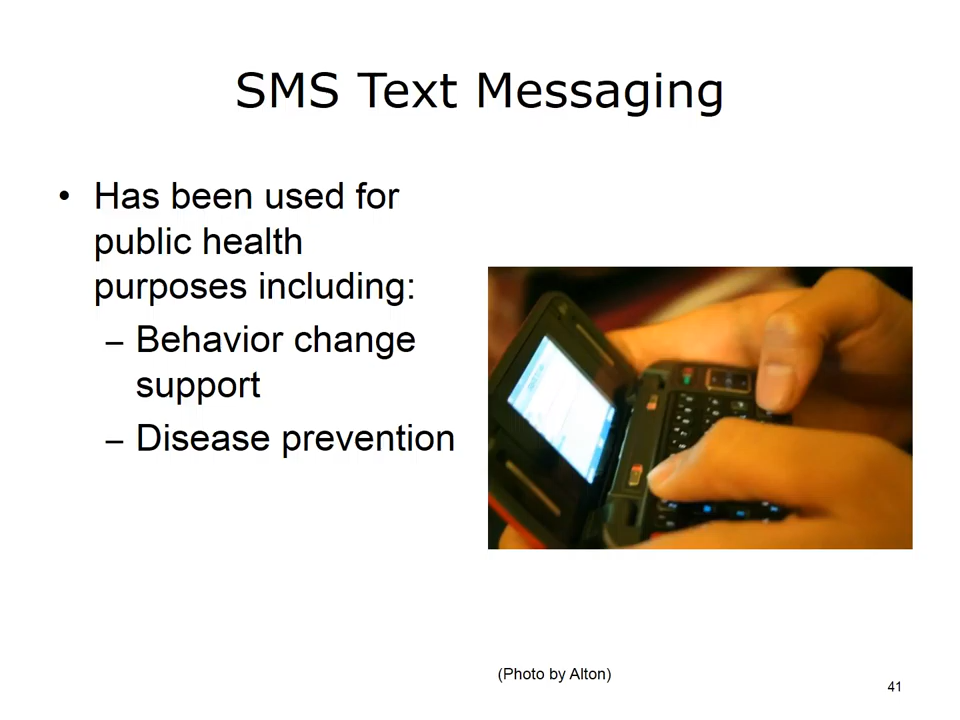 SMS Text Messaging
• Has been used for
public health
purposes including:
– Behavior change
support
– Disease prevention
(Photo by Alton)
41